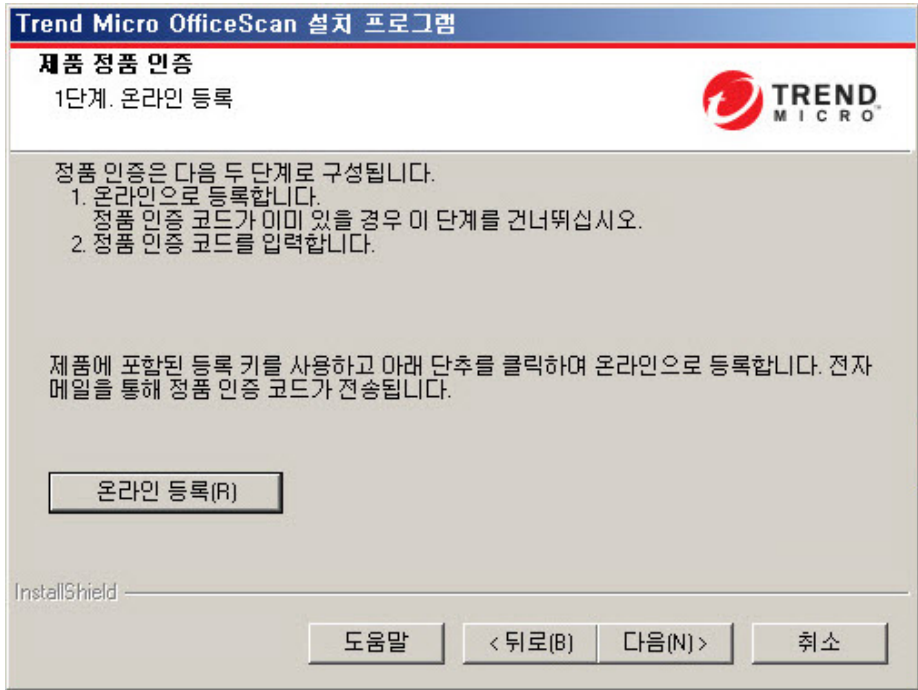 Trend Micro OfficeScan 설치 프로그램
제품 정품 인증
1단계. 온라인 등록
TREND
MICRO
정품 인증은 다음 두 단계로 구성됩니다.
1. 온라인으로 등록합니다.
정품 인증 코드가 이미 있을 경우 이 단계를 건너뛰십시오.
2. 정품 인증 코드를 입력합니다.
제품에 포함된 등록 키를 사용하고 아래 단추를 클릭하여 온라인으로 등록합니다. 전자
메일을 통해 정품 인증 코드가 전송됩니다.
온라인 등록(R)
InstallShield
도움말 < 뒤로(B) 다음(N) > 취소